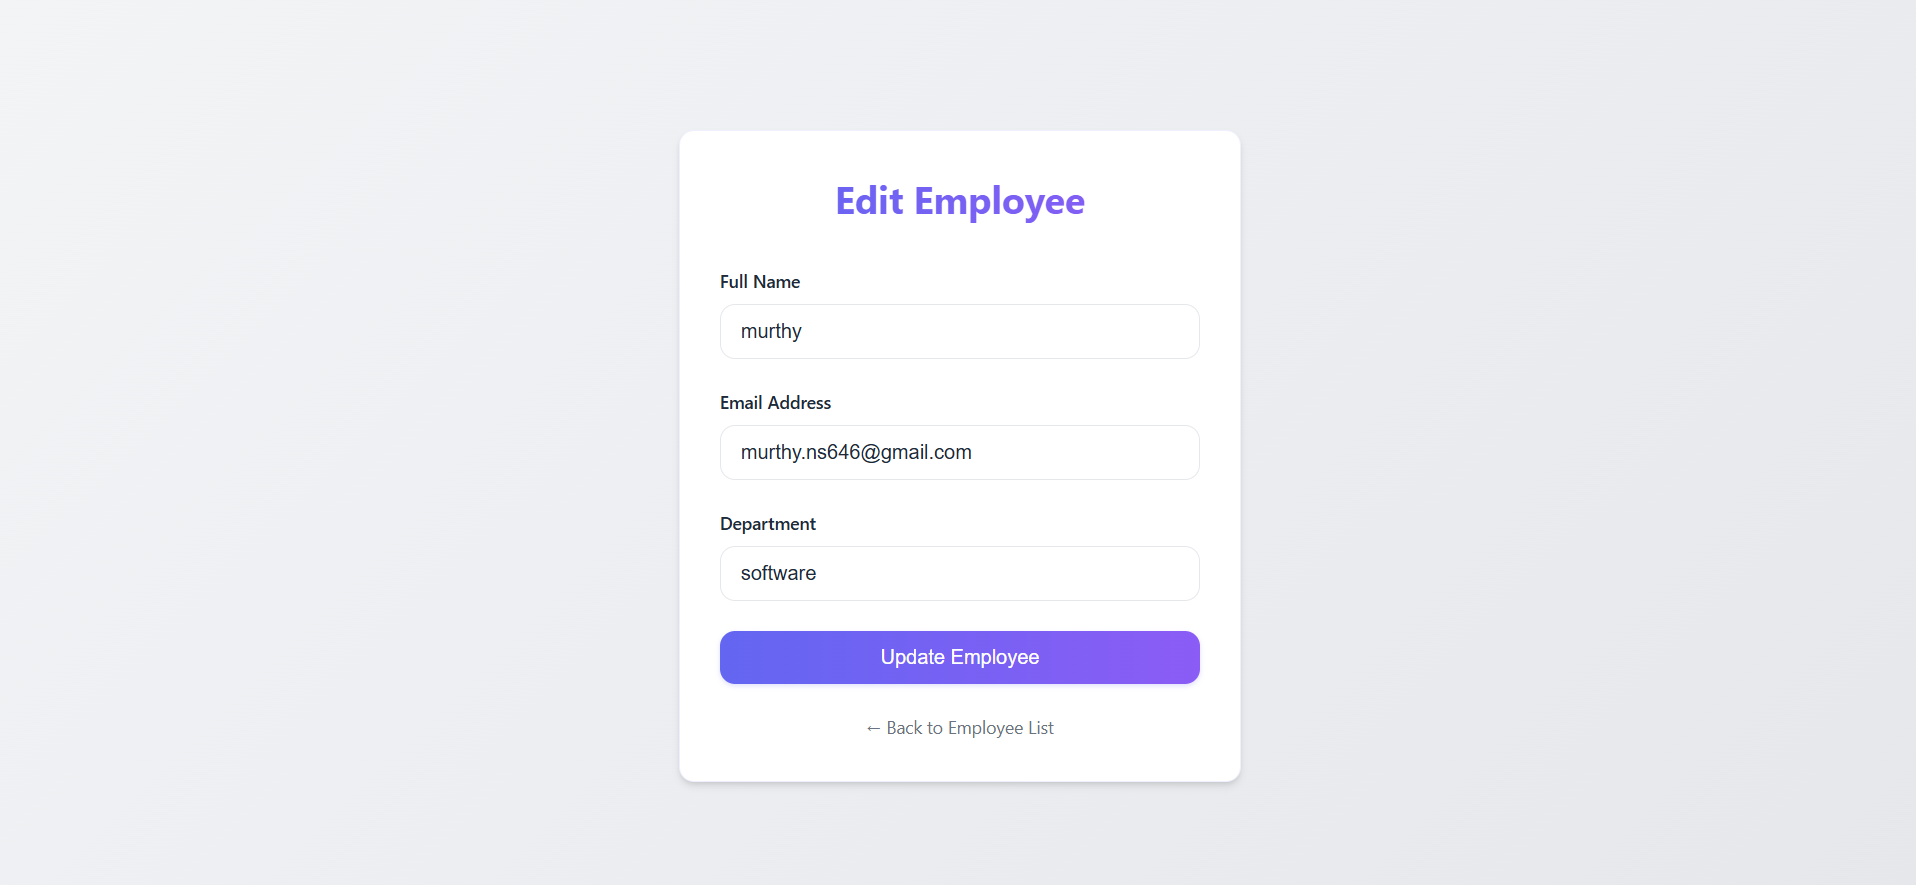 Edit Employee
Full Name
murthy
Email Address
murthy.ns646@gmail.com
Department
software
Update Employee
← Back to Employee List